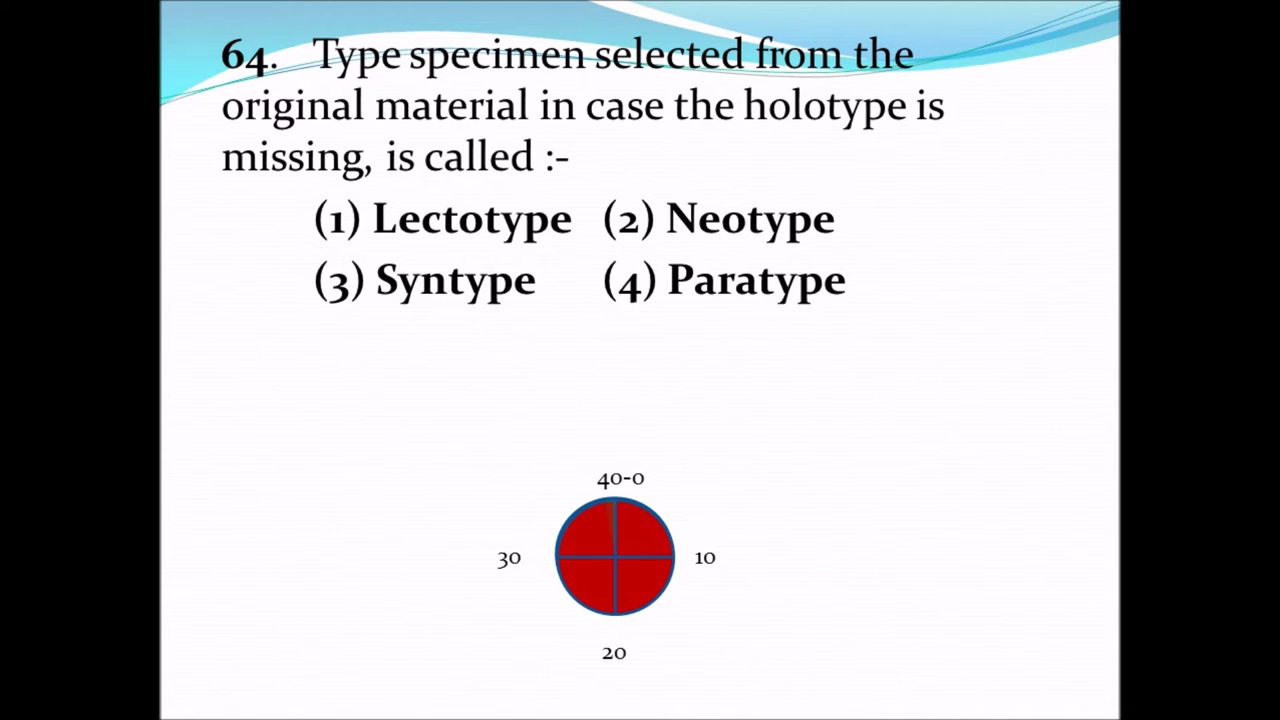 64. Type specimen selected from the
original material in case the holotype is
missing, is called :-
(1) Lectotype (2) Neotype
(3) Syntype (4) Paratype
40-0
30 10
20